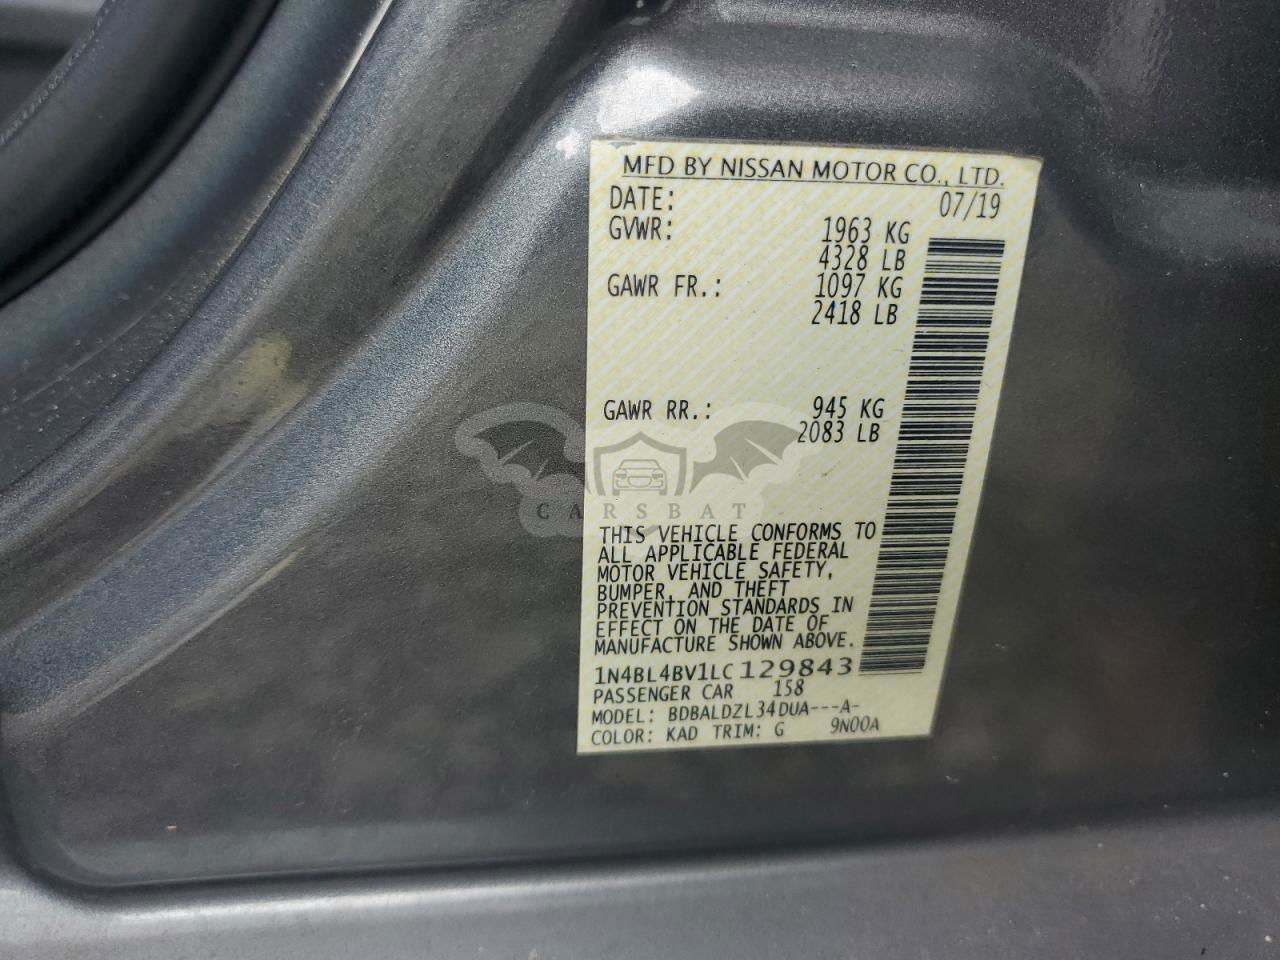 MFD BY NISSAN MOTOR CO., LTD.
DATE: 07/19
GVWR: 1963 KG
4328 LB
GAWR FR.: 1097 KG
2418 LB
GAWR RR.: 945 KG
2083 LB
CARSBAT
THIS VEHICLE CONFORMS TO
ALL APPLICABLE FEDERAL
MOTOR VEHICLE SAFETY,
BUMPER, AND THEFT
PREVENTION STANDARDS IN
EFFECT ON THE DATE OF
MANUFACTURE SHOWN ABOVE.
1N4BL4BV1LC129843
PASSENGER CAR 158
MODEL: BDBALDZL34DUA---A-
COLOR: KAD TRIM: G 9N00A